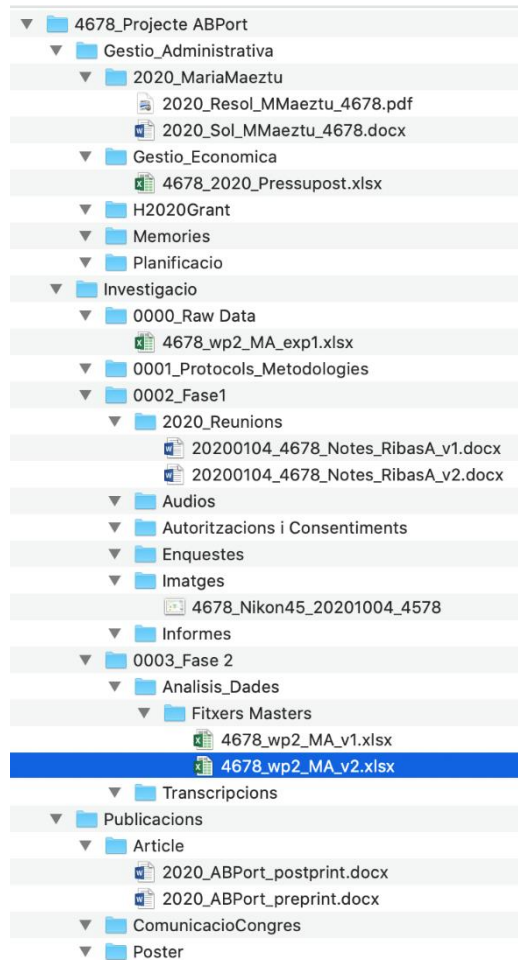 4678_Projecte ABPort
Gestio_Administrativa
2020_MariaMaeztu
2020_Resol_MMaeztu_4678.pdf
2020_Sol_MMaeztu_4678.docx
Gestio_Economica
4678_2020_Pressupost.xlsx
H2020Grant
Memories
Planificacio
Investigacio
0000_Raw Data
4678_wp2_MA_exp1.xlsx
0001_Protocols_Metodologies
0002_Fase1
2020_Reunions
20200104_4678_Notes_RibasA_v1.docx
20200104_4678_Notes_RibasA_v2.docx
Audios
Autoritzacions i Consentiments
Enquestes
Imatges
4678_Nikon45_20201004_4578
Informes
0003_Fase 2
Analisis_Dades
Fitxers Masters
4678_wp2_MA_v1.xlsx
4678_wp2_MA_v2.xlsx
Transcripcions
Publicacions
Article
2020_ABPort_postprint.docx
2020_ABPort_preprint.docx
ComunicacioCongres
Poster